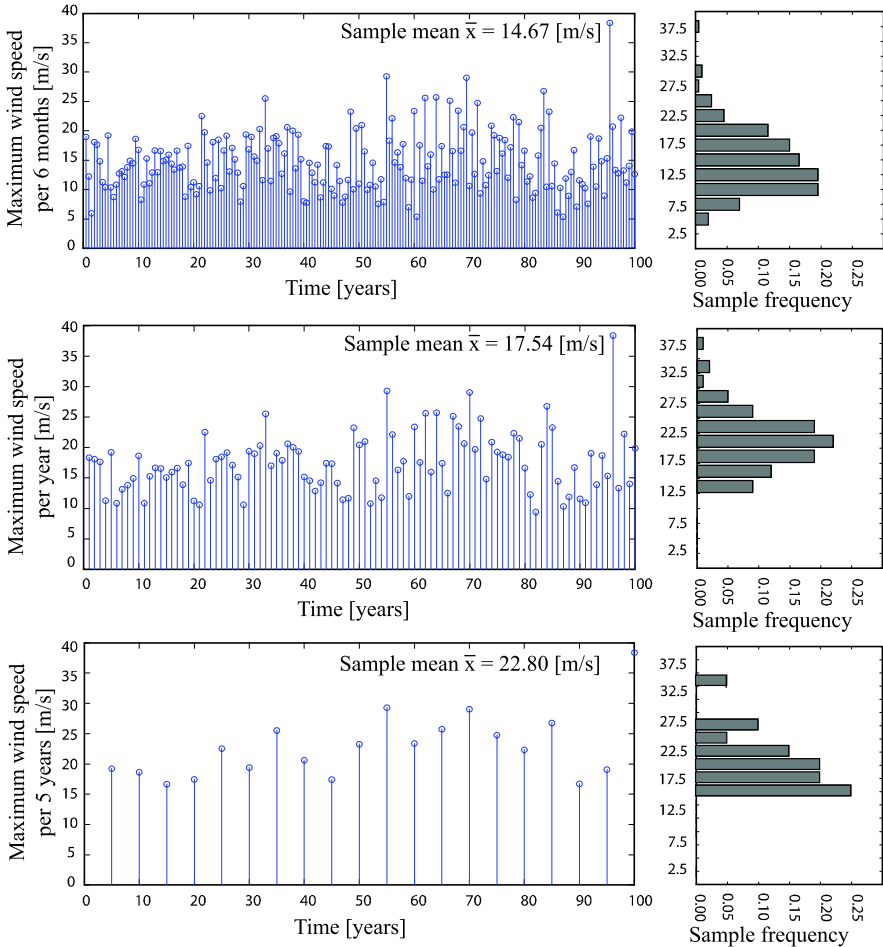 Maximum wind speed
per 6 months [m/s]
40
35
30
25
20
15
10
5
0
Sample mean x̅ = 14.67 [m/s]
0 10 20 30 40 50 60 70 80 90 100
Time [years]
37.5
32.5
27.5
22.5
17.5
12.5
7.5
2.5
0.00 0.05 0.10 0.15 0.20 0.25
Sample frequency
Maximum wind speed
per year [m/s]
40
35
30
25
20
15
10
5
0
Sample mean x̅ = 17.54 [m/s]
0 10 20 30 40 50 60 70 80 90 100
Time [years]
37.5
32.5
27.5
22.5
17.5
12.5
7.5
2.5
0.00 0.05 0.10 0.15 0.20 0.25
Sample frequency
Maximum wind speed
per 5 years [m/s]
40
35
30
25
20
15
10
5
0
Sample mean x̅ = 22.80 [m/s]
0 10 20 30 40 50 60 70 80 90 100
Time [years]
37.5
32.5
27.5
22.5
17.5
12.5
7.5
2.5
0.00 0.05 0.10 0.15 0.20 0.25
Sample frequency